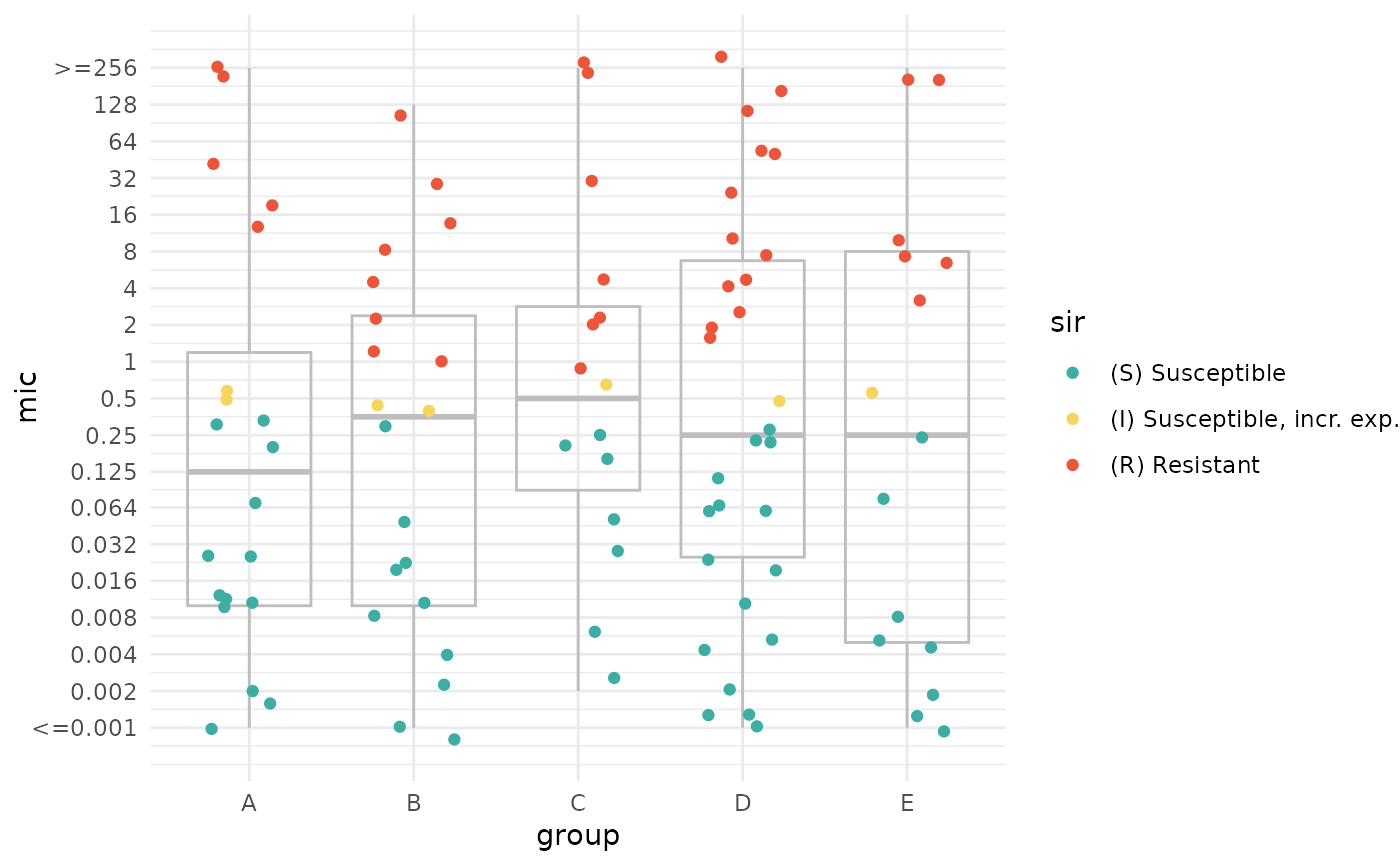 >=256
128
64
32
16
8
4
2
1
0.5
0.25
0.125
0.064
0.032
0.016
0.008
0.004
0.002
<=0.001
mic
A B C D E
group
sir
(S) Susceptible
(I) Susceptible, incr. exp.
(R) Resistant